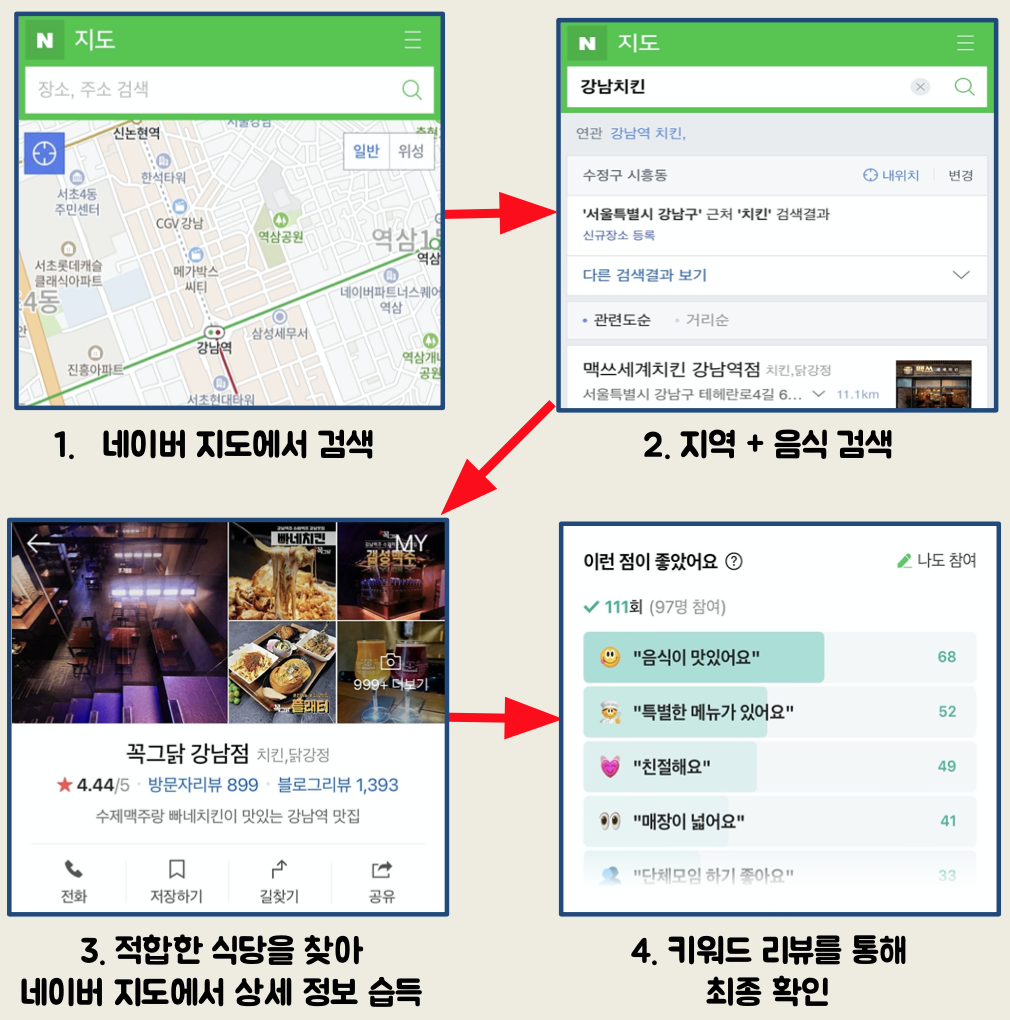 N 지도
장소, 주소 검색
신논현역
일반 위성
한석타워
서초4동
주민센터
CGV강남
역삼공원
역삼1
역삼
서초롯데캐슬
클래식아파트
메가박스
씨티
4동
네이버파트너스퀘어
역삼
삼성세무서
강남역
진흥아파트
역삼개나
공원
서초현대타워
1. 네이버 지도에서 검색
N 지도
강남치킨
연관 강남역 치킨,
수정구 시흥동 내위치 변경
'서울특별시 강남구' 근처 '치킨' 검색결과
신규장소 등록
다른 검색결과 보기
관련도순 거리순
맥쓰세계치킨 강남역점 치킨,닭강정
서울특별시 강남구 테헤란로4길 6... 11.1km
맥쓰
2. 지역 + 음식 검색
MY
빠네치킨
갬성맥주
플래터
999+ 더보기
꼭그닭 강남점 치킨,닭강정
★ 4.44/5 · 방문자리뷰 899 · 블로그리뷰 1,393
수제맥주랑 빠네치킨이 맛있는 강남역 맛집
전화 저장하기 길찾기 공유
3. 적합한 식당을 찾아
네이버 지도에서 상세 정보 습득
이런 점이 좋았어요 ? 나도 참여
111회 (97명 참여)
"음식이 맛있어요" 68
"특별한 메뉴가 있어요" 52
"친절해요" 49
"매장이 넓어요" 41
"단체모임 하기 좋아요" 33
4. 키워드 리뷰를 통해
최종 확인